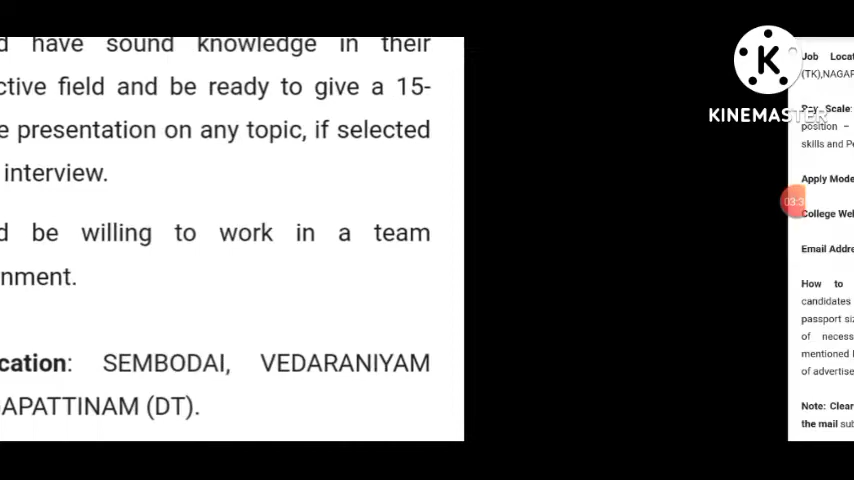 d have sound knowledge in their
ctive field and be ready to give a 15-
e presentation on any topic, if selected
interview.
d be willing to work in a team
nment.
cation: SEMBODAI, VEDARANIYAM
GAPATTINAM (DT).
KINEMASTER
Job Locat
(TK),NAGAP
Pay Scale:
position –
skills and Pe
03:3
Apply Mode
College Wel
Email Addre
How to
candidates
passport siz
of necess
mentioned
of advertise
Note: Clear
the mail sub